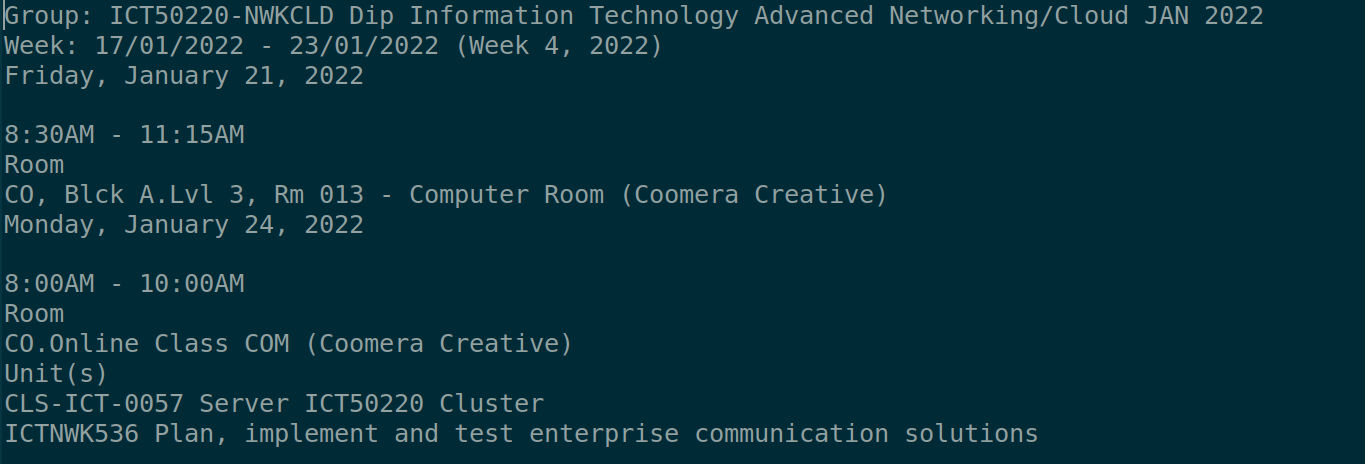 Group: ICT50220-NWKCLD Dip Information Technology Advanced Networking/Cloud JAN 2022
Week: 17/01/2022 - 23/01/2022 (Week 4, 2022)
Friday, January 21, 2022
8:30AM - 11:15AM
Room
CO, Blck A.Lvl 3, Rm 013 - Computer Room (Coomera Creative)
Monday, January 24, 2022
8:00AM - 10:00AM
Room
CO.Online Class COM (Coomera Creative)
Unit(s)
CLS-ICT-0057 Server ICT50220 Cluster
ICTNWK536 Plan, implement and test enterprise communication solutions